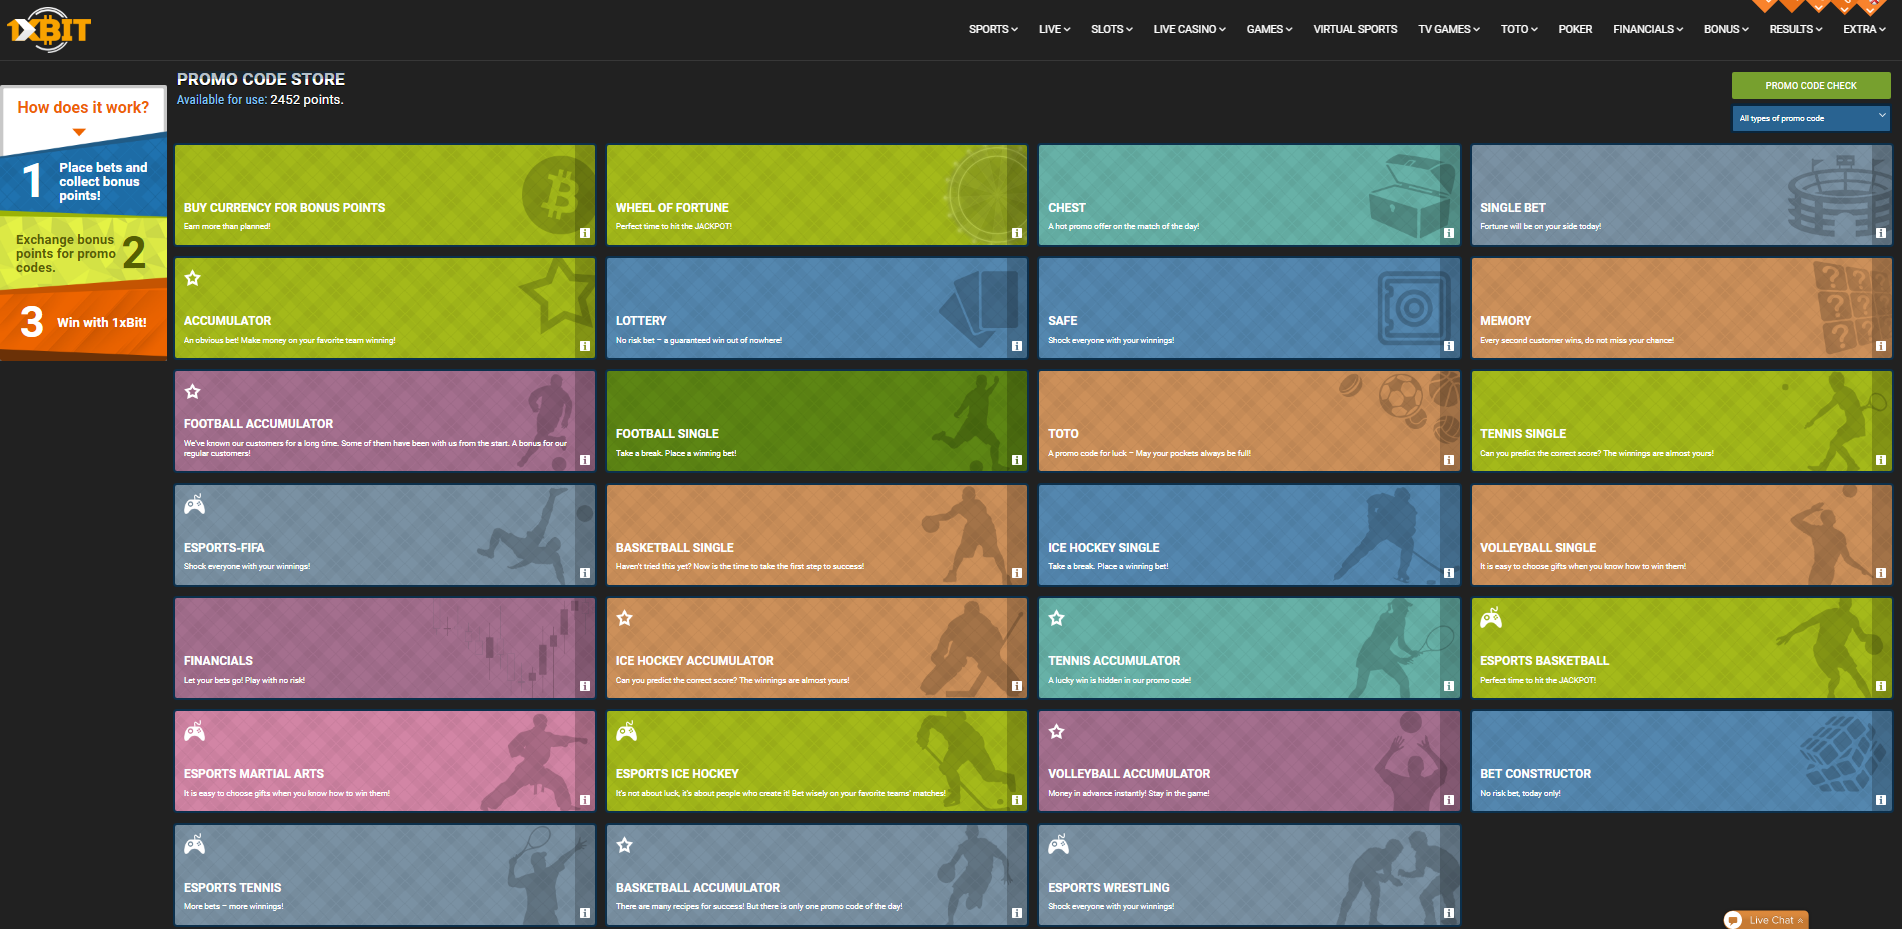 1XBIT
SPORTS
LIVE
SLOTS
LIVE CASINO
GAMES
VIRTUAL SPORTS
TV GAMES
TOTO
POKER
FINANCIALS
BONUS
RESULTS
EXTRA
PROMO CODE STORE
Available for use: 2452 points.
PROMO CODE CHECK
All types of promo code
How does it work?
1
Place bets and
collect bonus
points!
Exchange bonus
points for promo
codes.
2
3
Win with 1xBit!
BUY CURRENCY FOR BONUS POINTS
Earn more than planned!
WHEEL OF FORTUNE
Perfect time to hit the JACKPOT!
CHEST
A hot promo offer on the match of the day!
SINGLE BET
Fortune will be on your side today!
ACCUMULATOR
An obvious bet! Make money on your favorite team winning!
LOTTERY
No risk bet – a guaranteed win out of nowhere!
SAFE
Shock everyone with your winnings!
MEMORY
Every second customer wins, do not miss your chance!
FOOTBALL ACCUMULATOR
We've known our customers for a long time. Some of them have been with us from the start. A bonus for our
regular customers!
FOOTBALL SINGLE
Take a break. Place a winning bet!
TOTO
A promo code for luck – May your pockets always be full!
TENNIS SINGLE
Can you predict the correct score? The winnings are almost yours!
ESPORTS-FIFA
Shock everyone with your winnings!
BASKETBALL SINGLE
Haven't tried this yet? Now is the time to take the first step to success!
ICE HOCKEY SINGLE
Take a break. Place a winning bet!
VOLLEYBALL SINGLE
It is easy to choose gifts when you know how to win them!
FINANCIALS
Let your bets go! Play with no risk!
ICE HOCKEY ACCUMULATOR
Can you predict the correct score? The winnings are almost yours!
TENNIS ACCUMULATOR
A lucky win is hidden in our promo code!
ESPORTS BASKETBALL
Perfect time to hit the JACKPOT!
ESPORTS MARTIAL ARTS
It is easy to choose gifts when you know how to win them!
ESPORTS ICE HOCKEY
It's not about luck, it's about people who create it! Bet wisely on your favorite teams' matches!
VOLLEYBALL ACCUMULATOR
Money in advance instantly! Stay in the game!
BET CONSTRUCTOR
No risk bet, today only!
ESPORTS TENNIS
More bets – more winnings!
BASKETBALL ACCUMULATOR
There are many recipes for success! But there is only one promo code of the day!
ESPORTS WRESTLING
Shock everyone with your winnings!
Live Chat